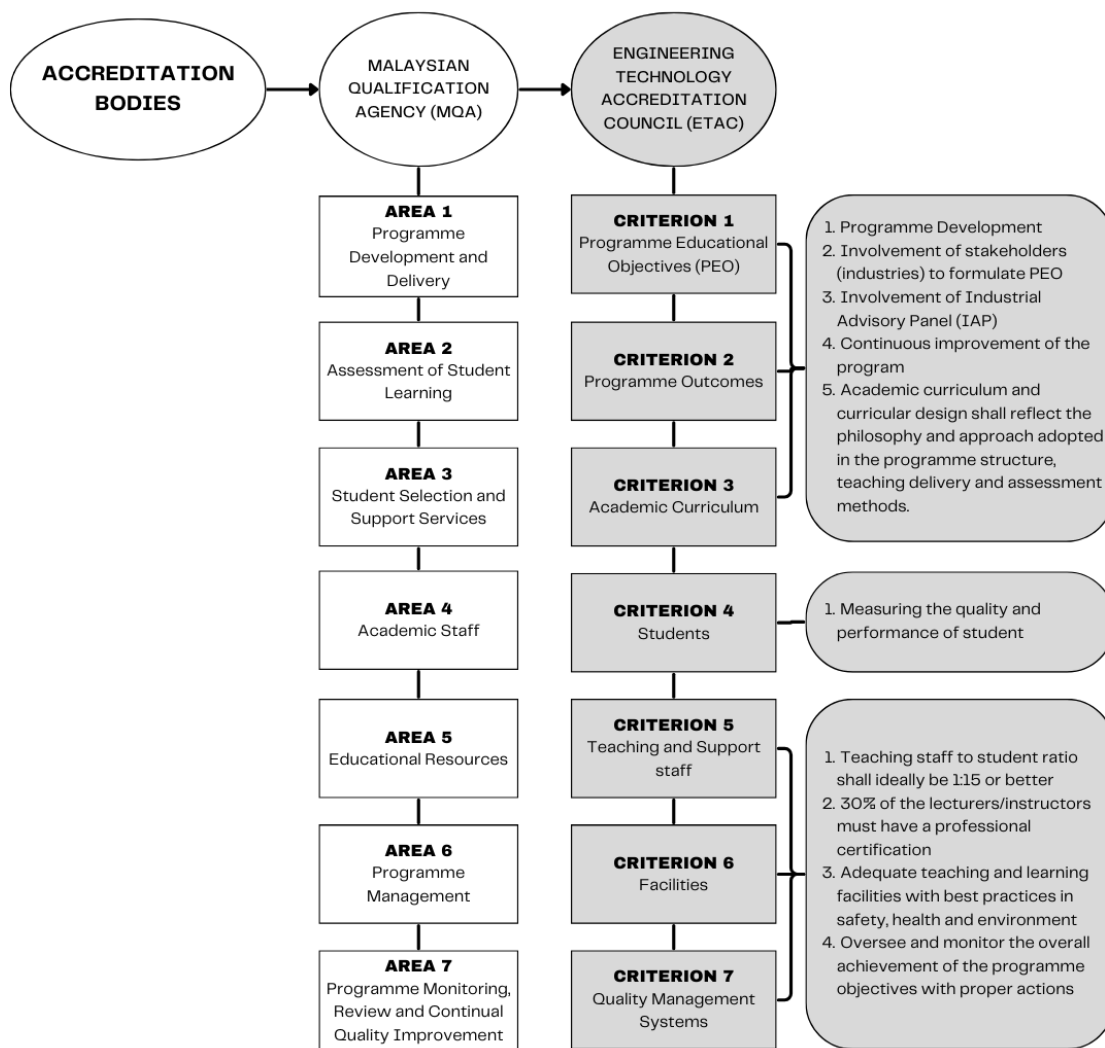 ACCREDITATION
BODIES
MALAYSIAN
QUALIFICATION
AGENCY (MQA)
ENGINEERING
TECHNOLOGY
ACCREDITATION
COUNCIL (ETAC)
AREA 1
Programme
Development and
Delivery
AREA 2
Assessment of Student
Learning
AREA 3
Student Selection and
Support Services
AREA 4
Academic Staff
AREA 5
Educational Resources
AREA 6
Programme
Management
AREA 7
Programme Monitoring,
Review and Continual
Quality Improvement
CRITERION 1
Programme Educational
Objectives (PEO)
CRITERION 2
Programme Outcomes
CRITERION 3
Academic Curriculum
CRITERION 4
Students
CRITERION 5
Teaching and Support
staff
CRITERION 6
Facilities
CRITERION 7
Quality Management
Systems
1. Programme Development
2. Involvement of stakeholders
(industries) to formulate PEO
3. Involvement of Industrial
Advisory Panel (IAP)
4. Continuous improvement of the
program
5. Academic curriculum and
curricular design shall reflect the
philosophy and approach adopted
in the programme structure,
teaching delivery and assessment
methods.
1. Measuring the quality and
performance of student
1. Teaching staff to student ratio
shall ideally be 1:15 or better
2. 30% of the lecturers/instructors
must have a professional
certification
3. Adequate teaching and learning
facilities with best practices in
safety, health and environment
4. Oversee and monitor the overall
achievement of the programme
objectives with proper actions